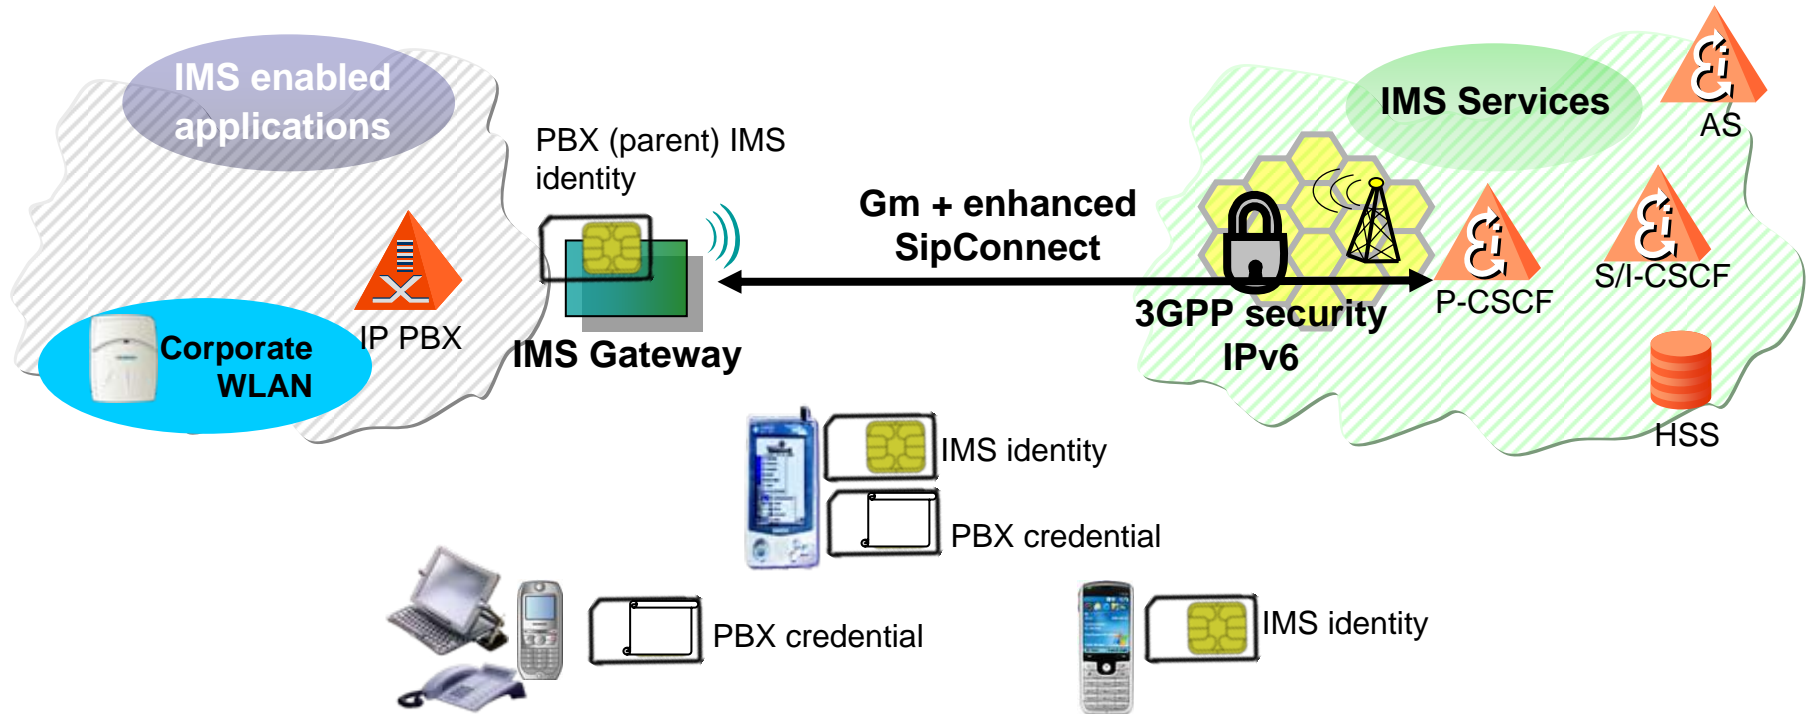 IMS enabled
applications
PBX (parent) IMS
identity
IP PBX
Corporate
WLAN
IMS Gateway
Gm + enhanced
SipConnect
IMS Services
AS
S/I-CSCF
P-CSCF
3GPP security
IPv6
HSS
IMS identity
PBX credential
PBX credential
IMS identity